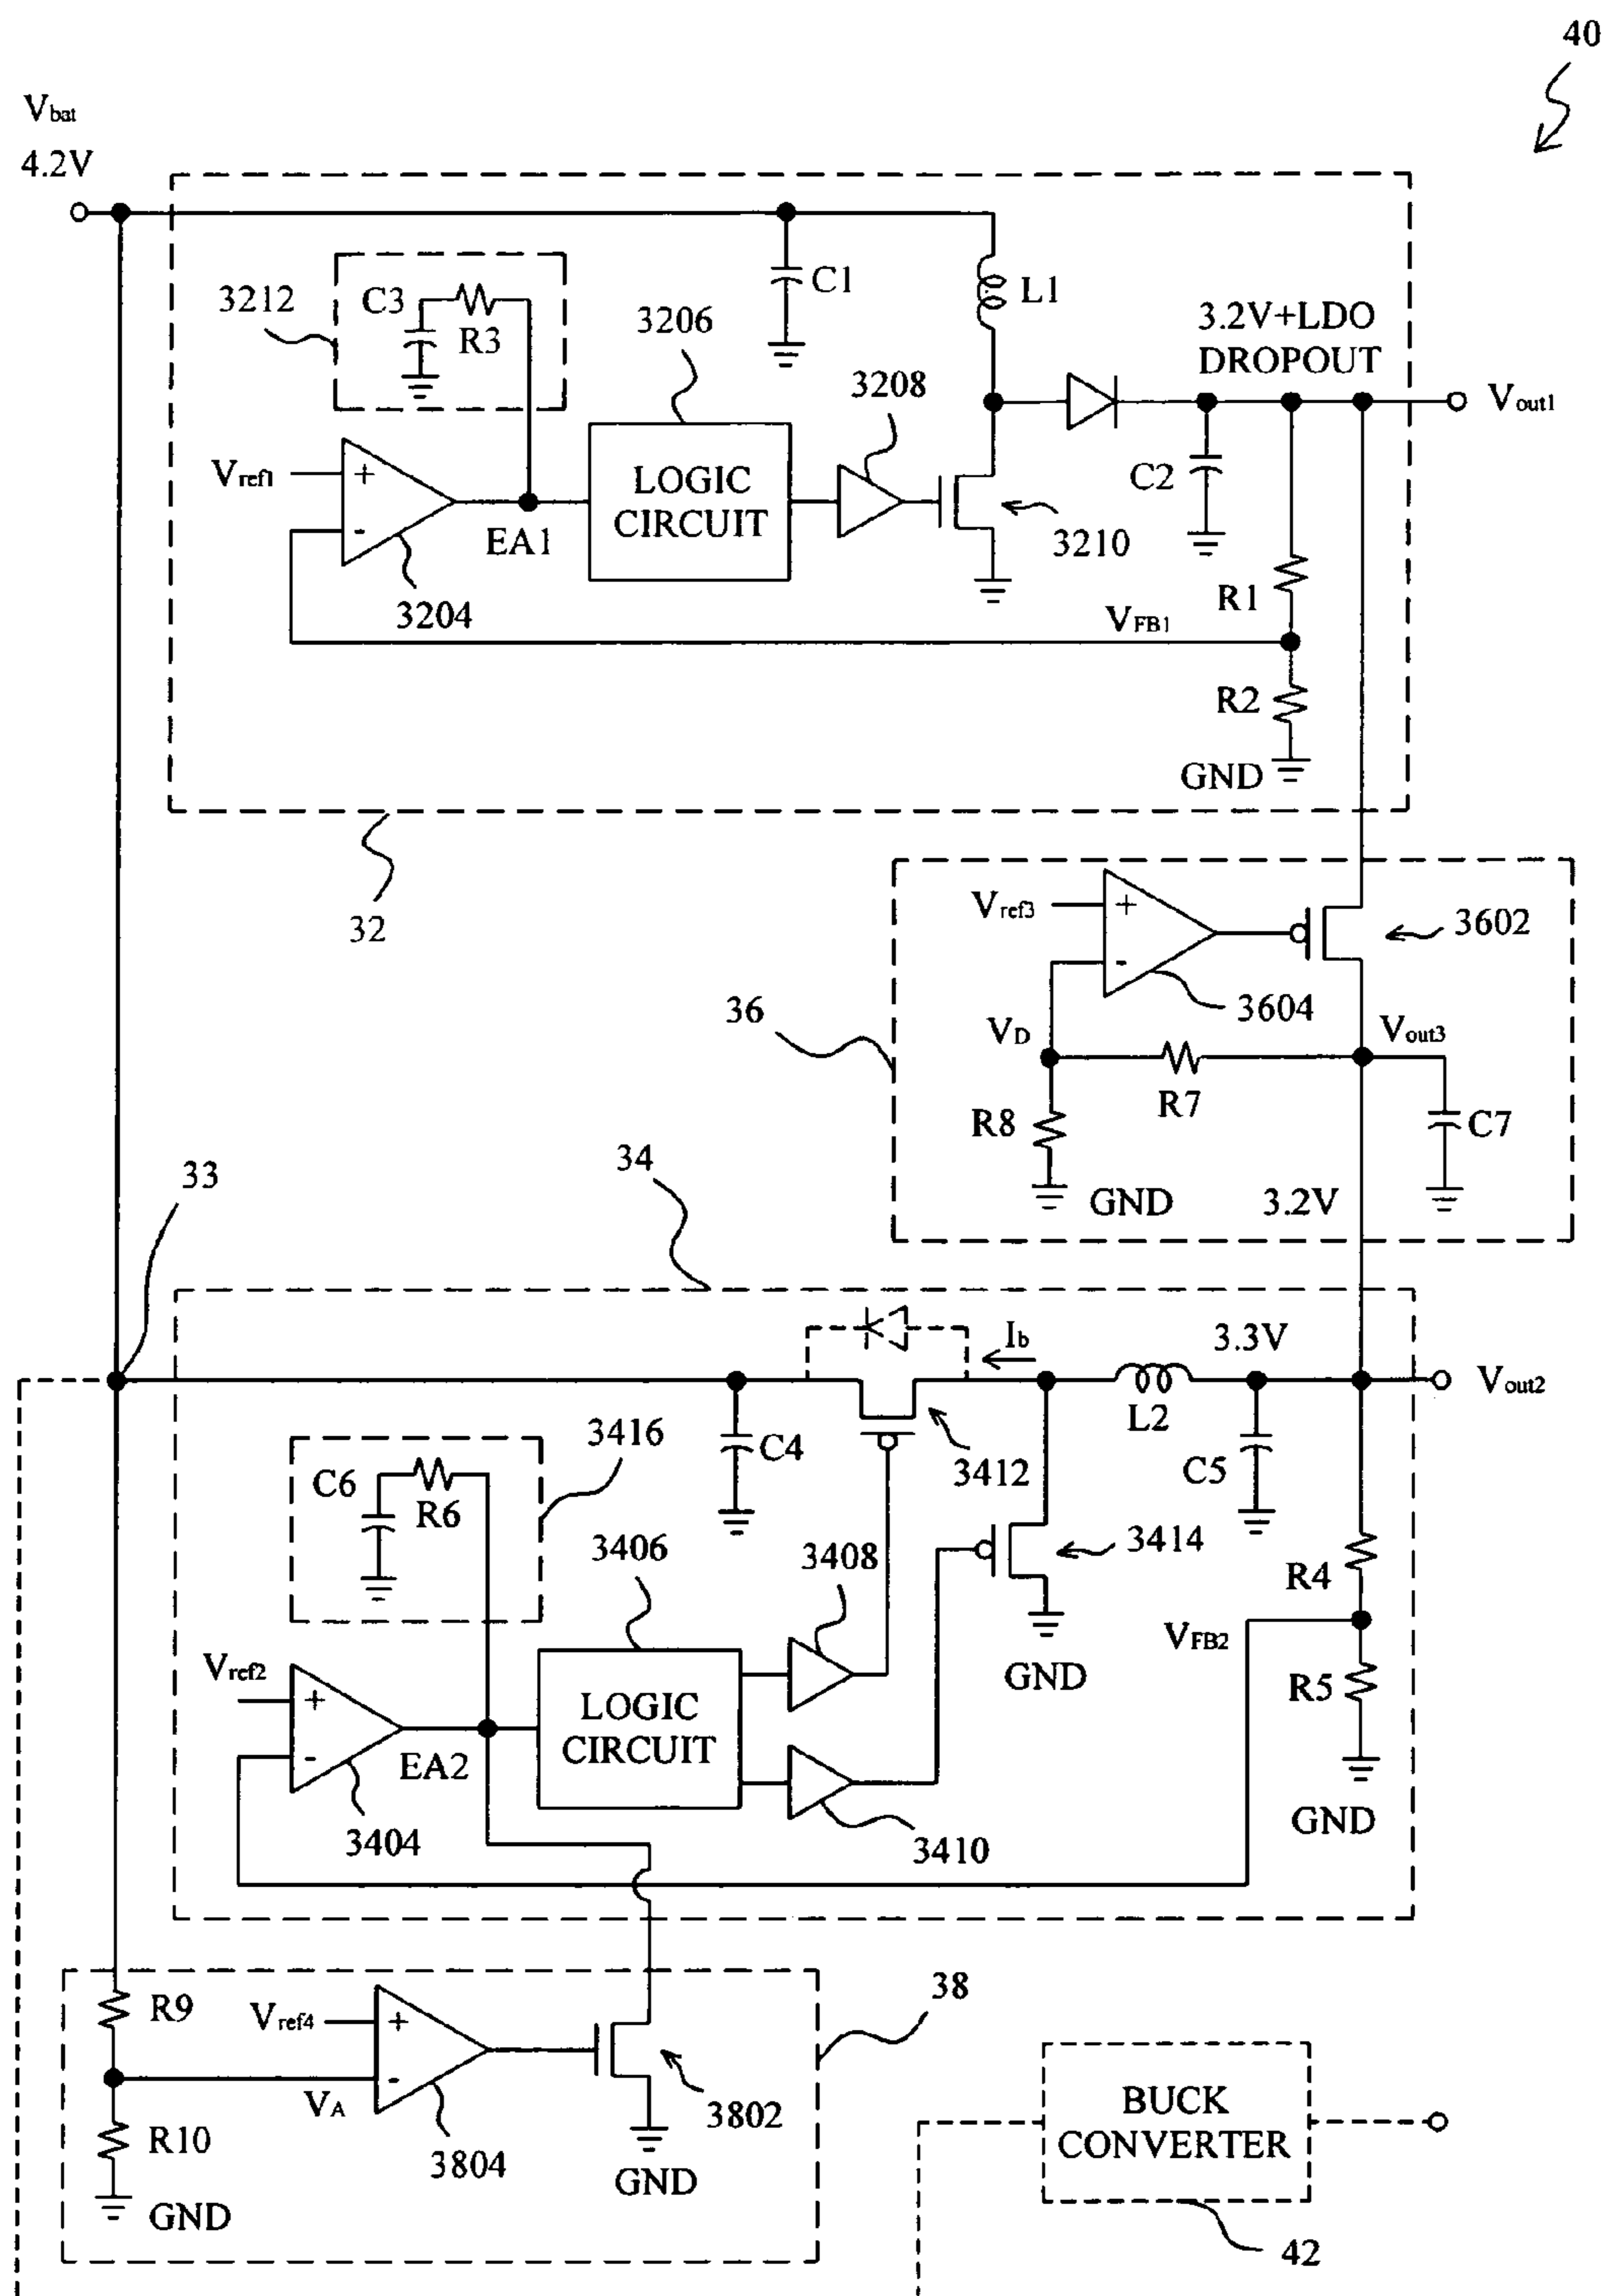 40
Vbat
4.2V
3212
C3
R3
3206
C1
L1
3.2V+LDO
DROPOUT
Vout1
3208
Vref1
+
-
EA1
LOGIC
CIRCUIT
C2
3210
3204
R1
VFB1
R2
GND
32
Vref3
+
-
3602
36
3604
VD
Vout3
R7
R8
C7
33
34
GND
3.2V
Ib
3.3V
Vout2
L2
3416
C6
R6
C4
3412
C5
3406
3408
3414
R4
VFB2
Vref2
+
-
EA2
LOGIC
CIRCUIT
GND
R5
3404
3410
GND
R9
Vref4
+
-
38
VA
3802
R10
3804
GND
GND
BUCK
CONVERTER
42